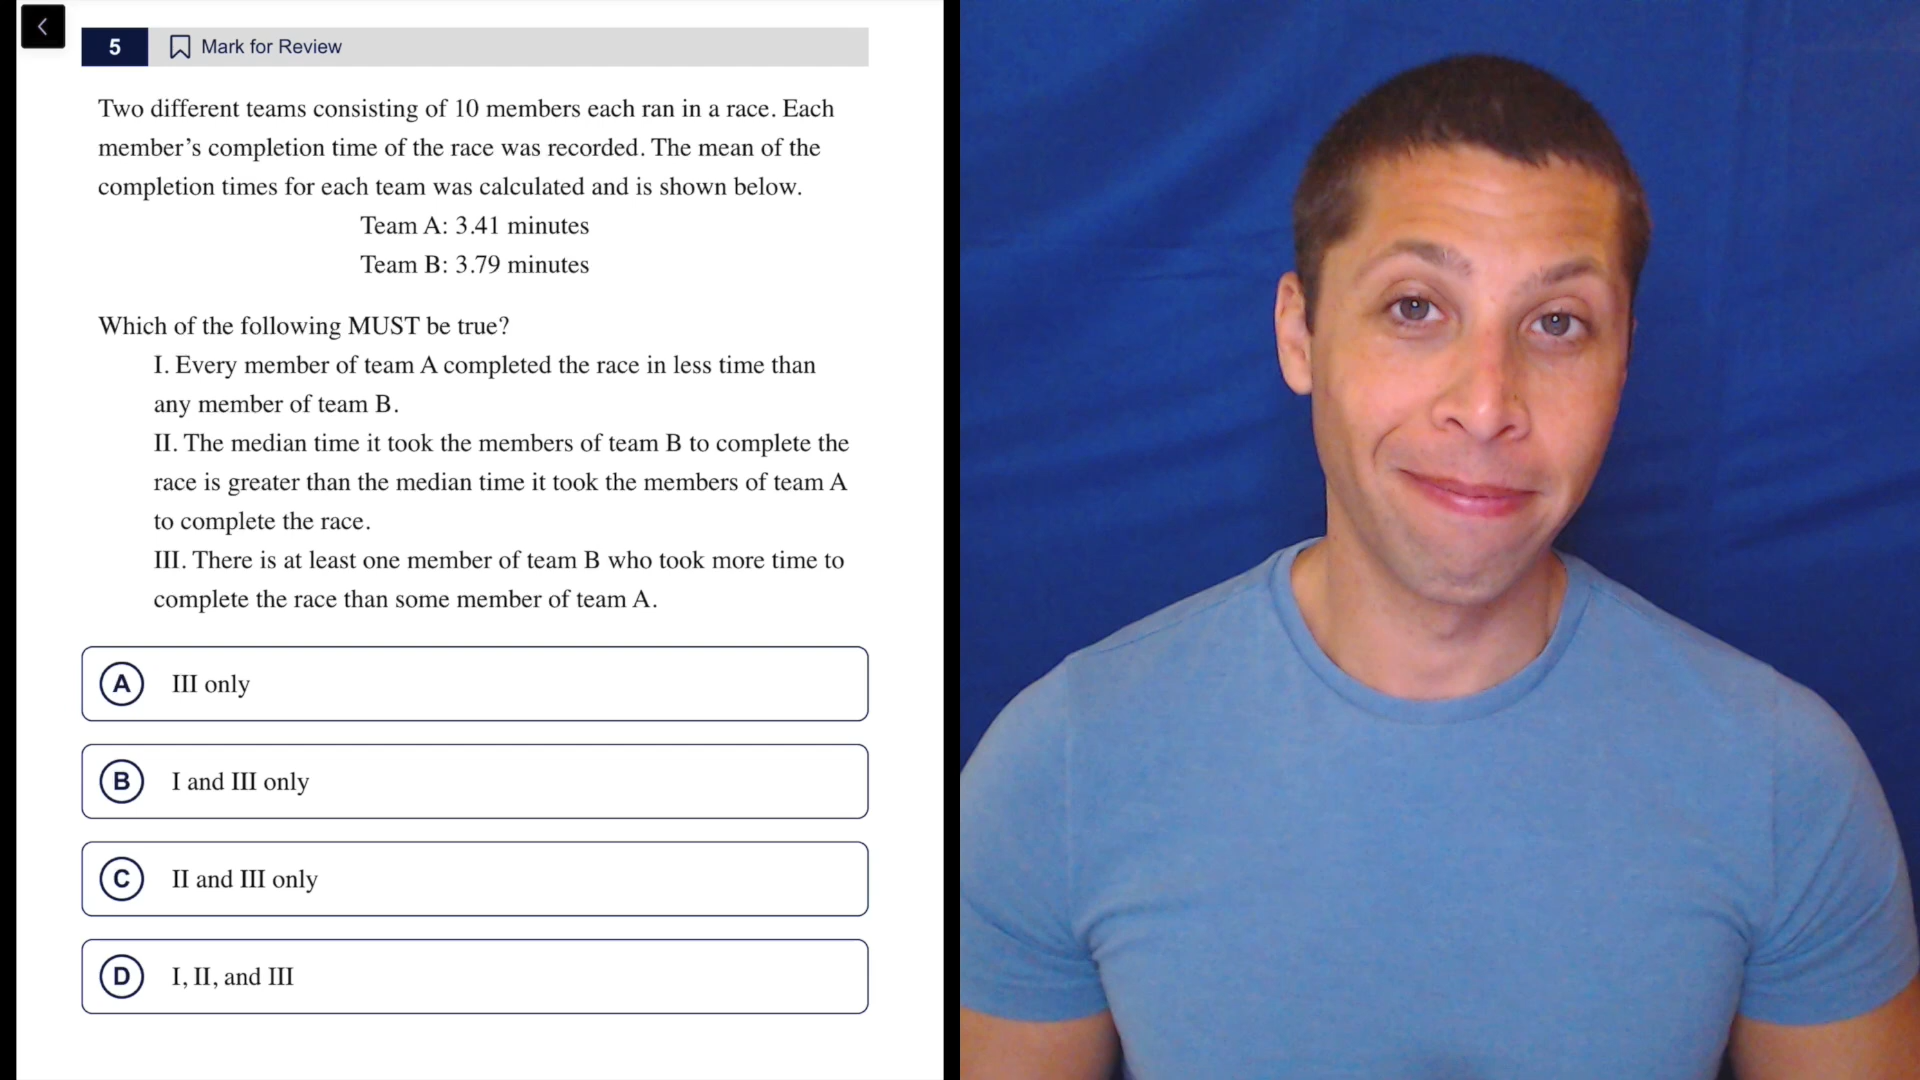 5 Mark for Review
Two different teams consisting of 10 members each ran in a race. Each
member’s completion time of the race was recorded. The mean of the
completion times for each team was calculated and is shown below.
Team A: 3.41 minutes
Team B: 3.79 minutes
Which of the following MUST be true?
I. Every member of team A completed the race in less time than
any member of team B.
II. The median time it took the members of team B to complete the
race is greater than the median time it took the members of team A
to complete the race.
III. There is at least one member of team B who took more time to
complete the race than some member of team A.
A III only
B I and III only
C II and III only
D I, II, and III